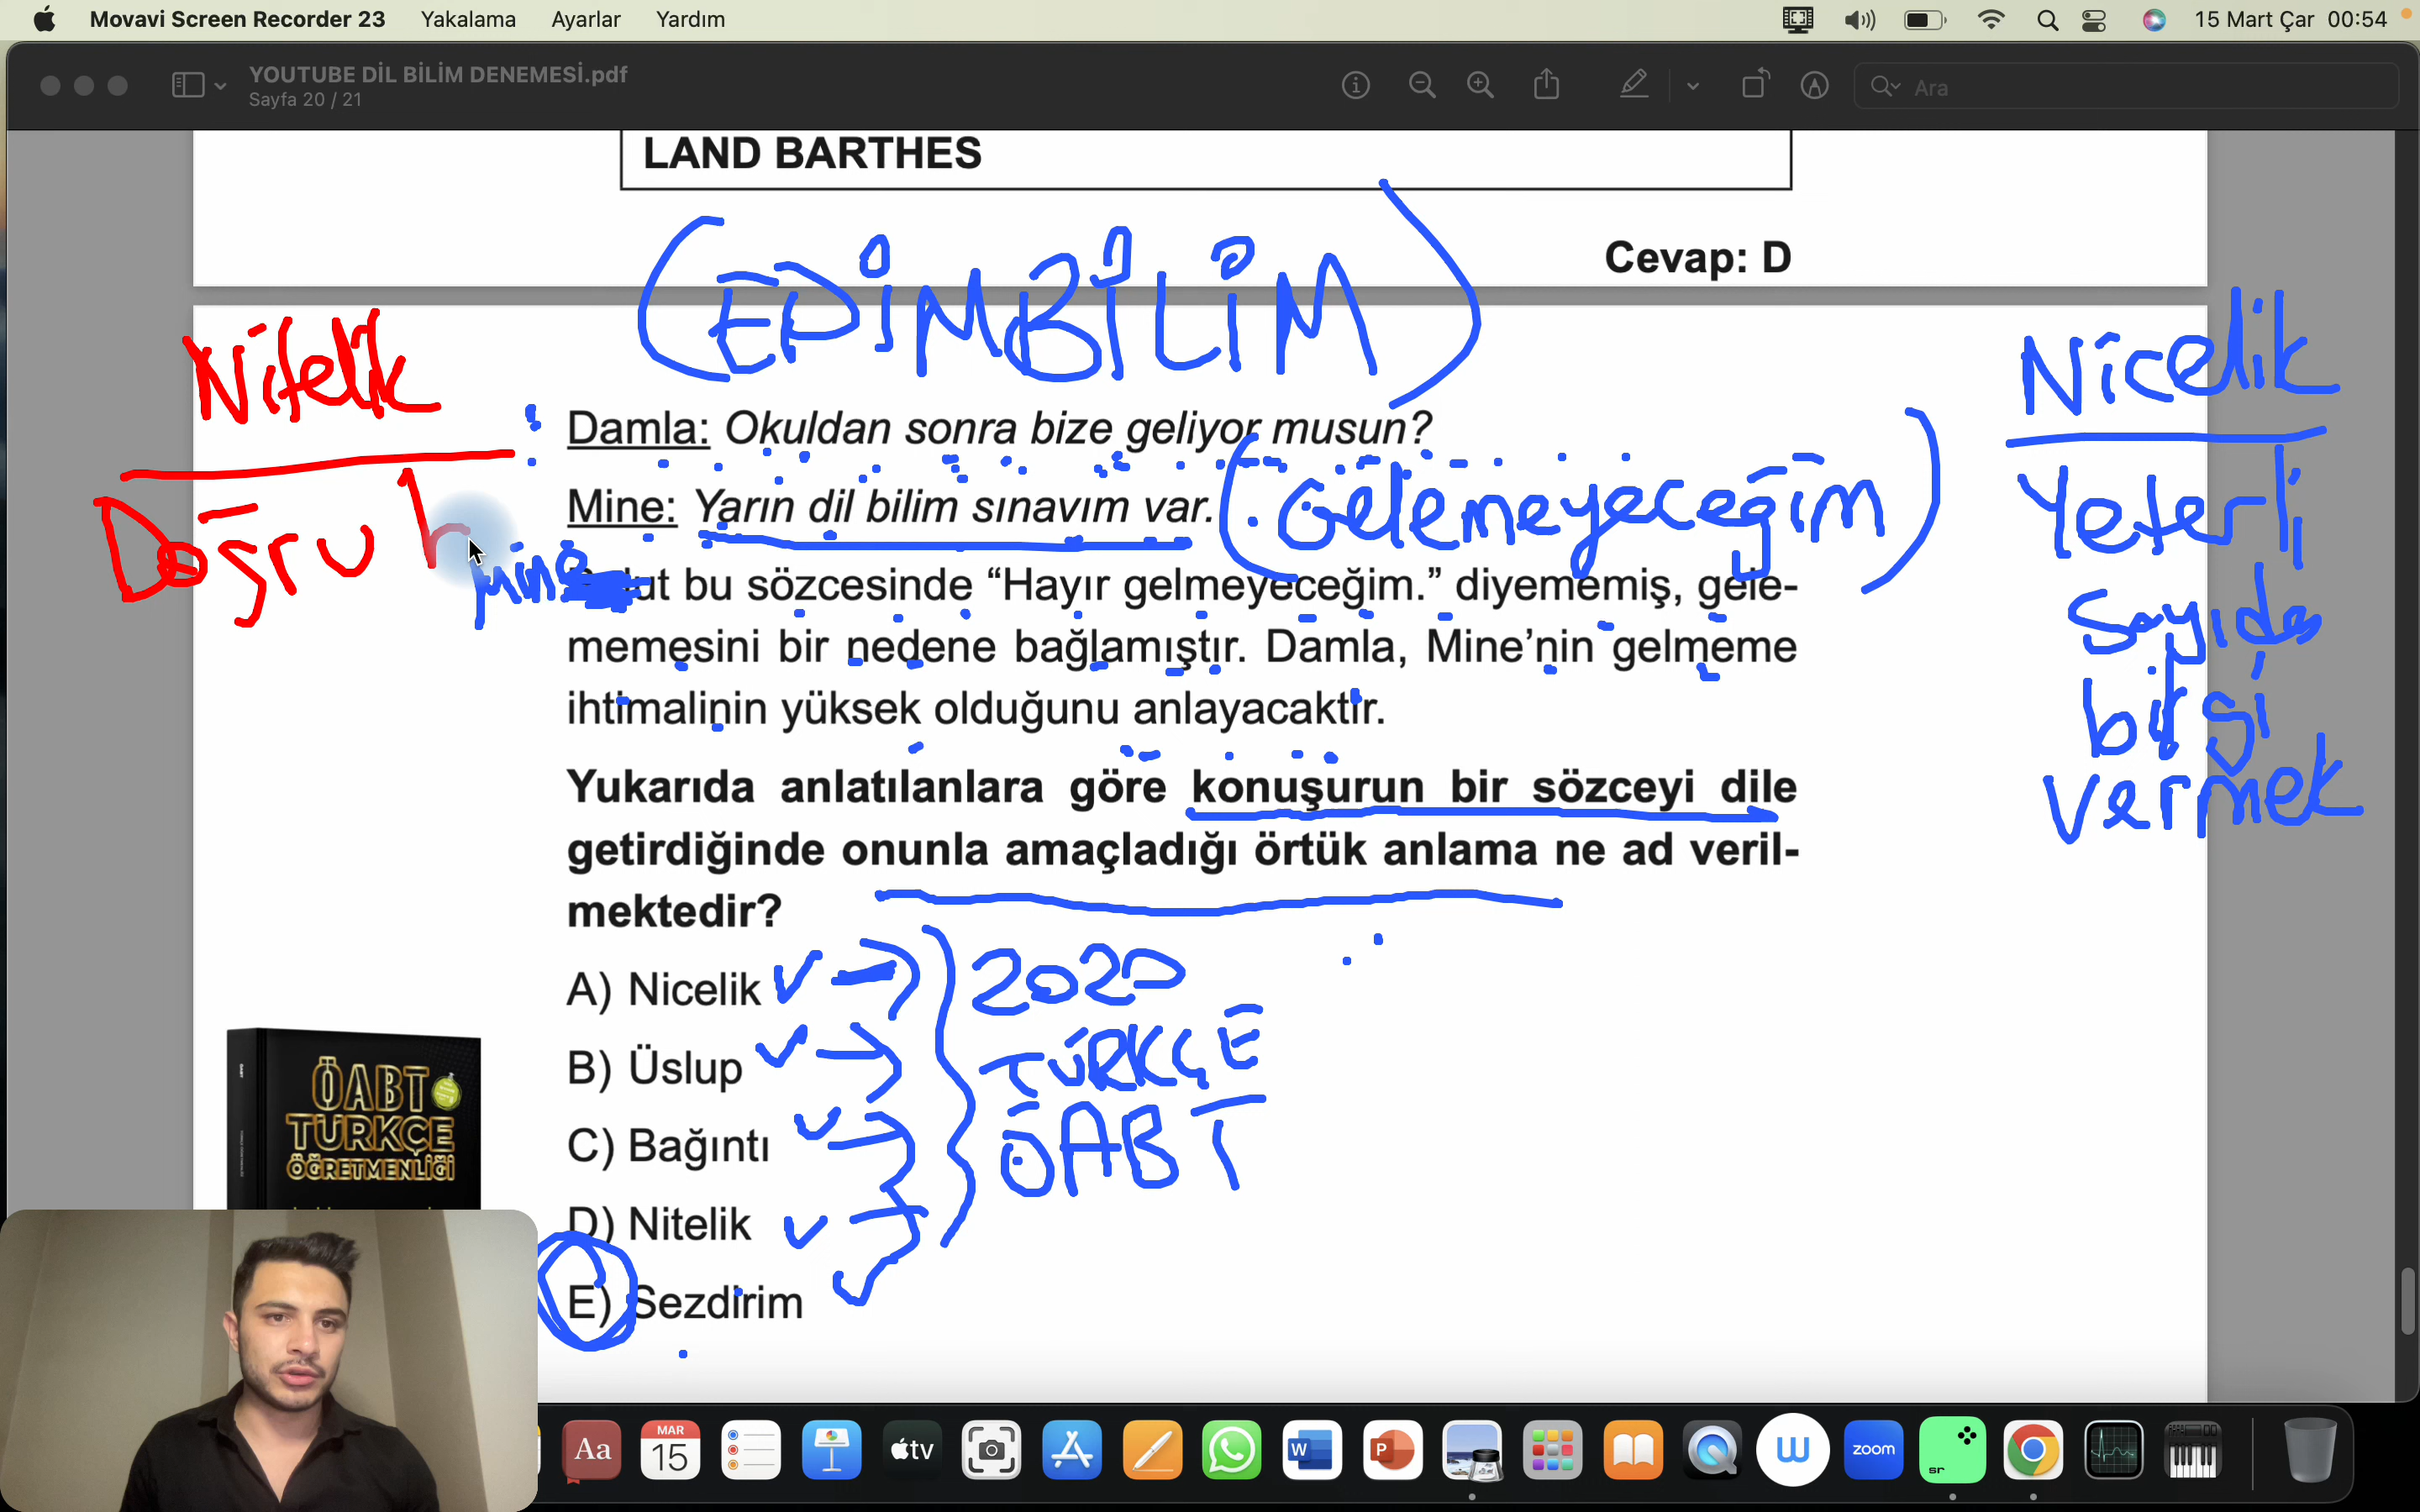 Movavi Screen Recorder 23 Yakalama Ayarlar Yardım 15 Mart Çar 00:54
YOUTUBE DİL BİLİM DENEMESİ.pdf
Sayfa 20 / 21
Ara
LAND BARTHES
Cevap: D
(EDİMBİLİM)
Nitelik
Nicelik
Damla: Okuldan sonra bize geliyor musun?
Mine: Yarın dil bilim sınavım var. (Gelemeyeceğim)
Yeterli
Mine
ut bu sözcesinde “Hayır gelmeyeceğim.” diyememiş, gele-
memesini bir nedene bağlamıştır. Damla, Mine’nin gelmeme
ihtimalinin yüksek olduğunu anlayacaktır.
sayıda
bilgi
vermek
Yukarıda anlatılanlara göre konuşurun bir sözceyi dile
getirdiğinde onunla amaçladığı örtük anlama ne ad veril-
mektedir?
A) Nicelik
B) Üslup
C) Bağıntı
D) Nitelik
E) Sezdirim
2020
TÜRKÇE
ÖABT
ÖABT
TÜRKÇE
ÖĞRETMENLİĞİ
Aa
MAR
15
tv
W
P
W
zoom
sr